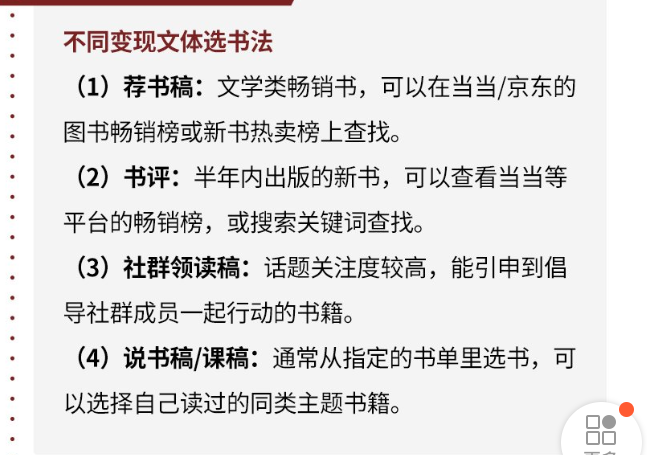 不同变现文体选书法
（1）荐书稿：文学类畅销书，可以在当当/京东的
图书畅销榜或新书热卖榜上查找。
（2）书评：半年内出版的新书，可以查看当当等
平台的畅销榜，或搜索关键词查找。
（3）社群领读稿：话题关注度较高，能引申到倡
导社群成员一起行动的书籍。
（4）说书稿/课稿：通常从指定的书单里选书，可
以选择自己读过的同类主题书籍。